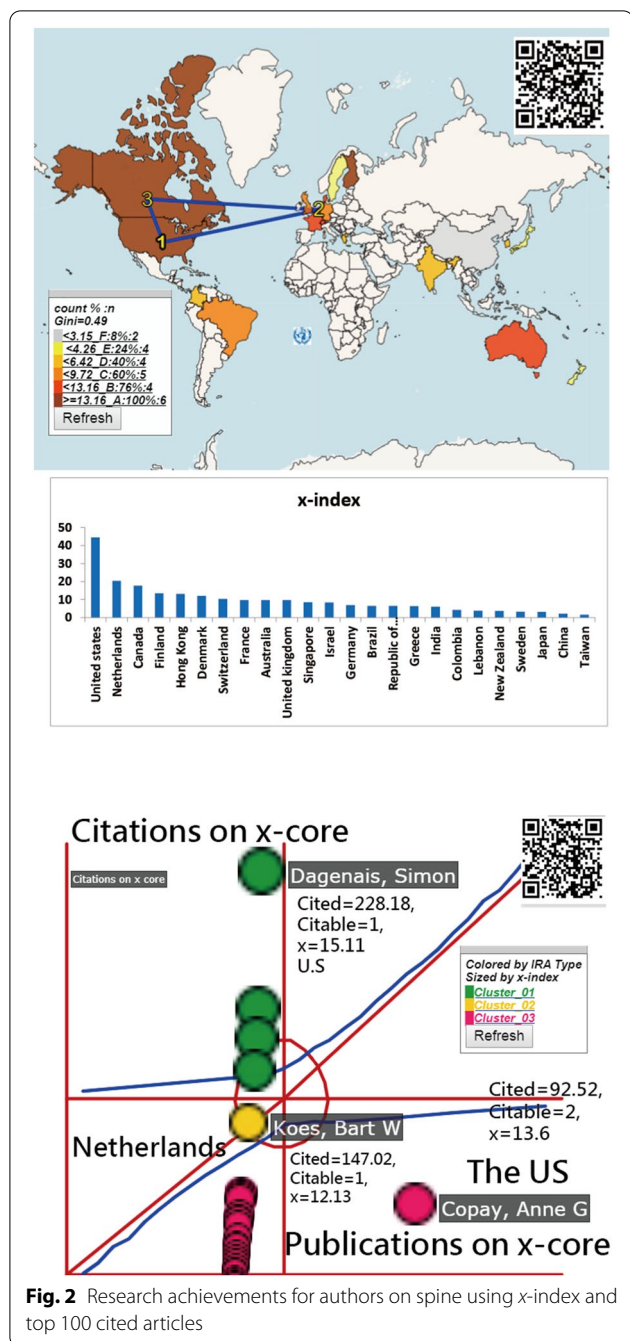 3
2
1
count % :n
Gini=0.49
<3.15_F:8%:2
<4.26_E:24%:4
<6.42_D:40%:4
<9.72_C:60%:5
<13.16_B:76%:4
>=13.16_A:100%:6
Refresh
x-index
50
40
30
20
10
0
United states
Netherlands
Canada
Finland
Hong Kong
Denmark
Switzerland
France
Australia
United kingdom
Singapore
Israel
Germany
Brazil
Republic of...
Greece
India
Colombia
Lebanon
New Zealand
Sweden
Japan
China
Taiwan
Citations on x-core
Citations on x core
Dagenais, Simon
Cited=228.18,
Citable=1,
x=15.11
U.S
Colored by IRA Type
Sized by x-index
Cluster_01
Cluster_02
Cluster_03
Refresh
Cited=92.52,
Citable=2,
x=13.6
Netherlands
Koes, Bart W
Cited=147.02,
Citable=1,
x=12.13
The US
Copay, Anne G
Publications on x-core
Fig. 2 Research achievements for authors on spine using x-index and
top 100 cited articles